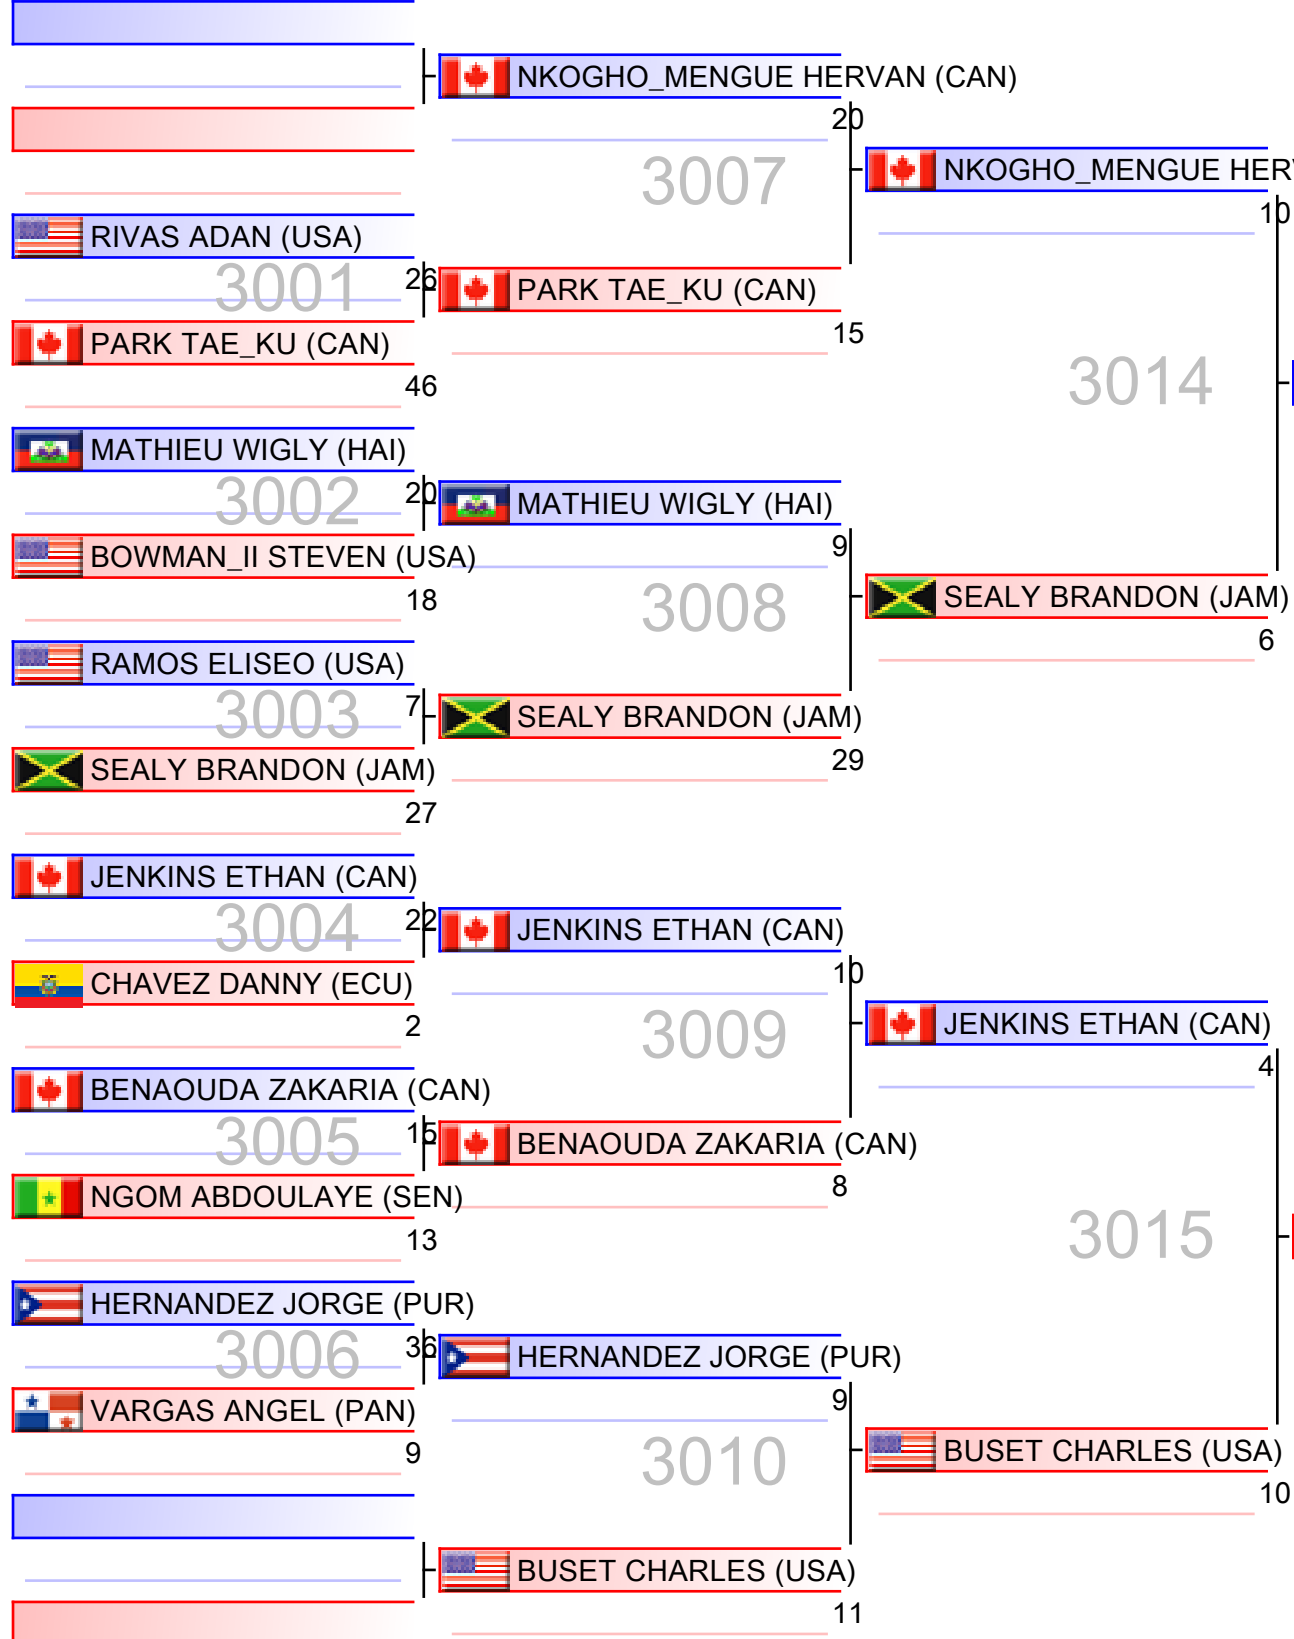 NKOGHO_MENGUE HERVAN (CAN)
20
3007
NKOGHO_MENGUE HER
10
RIVAS ADAN (USA)
3001
26
PARK TAE_KU (CAN)
15
PARK TAE_KU (CAN)
46
3014
MATHIEU WIGLY (HAI)
3002
20
MATHIEU WIGLY (HAI)
9
BOWMAN_II STEVEN (USA)
18
3008
SEALY BRANDON (JAM)
6
RAMOS ELISEO (USA)
3003
7
SEALY BRANDON (JAM)
29
SEALY BRANDON (JAM)
27
JENKINS ETHAN (CAN)
3004
22
JENKINS ETHAN (CAN)
10
CHAVEZ DANNY (ECU)
2
3009
JENKINS ETHAN (CAN)
4
BENAOUDA ZAKARIA (CAN)
3005
15
BENAOUDA ZAKARIA (CAN)
8
NGOM ABDOULAYE (SEN)
13
3015
HERNANDEZ JORGE (PUR)
3006
36
HERNANDEZ JORGE (PUR)
9
VARGAS ANGEL (PAN)
9
3010
BUSET CHARLES (USA)
10
BUSET CHARLES (USA)
11